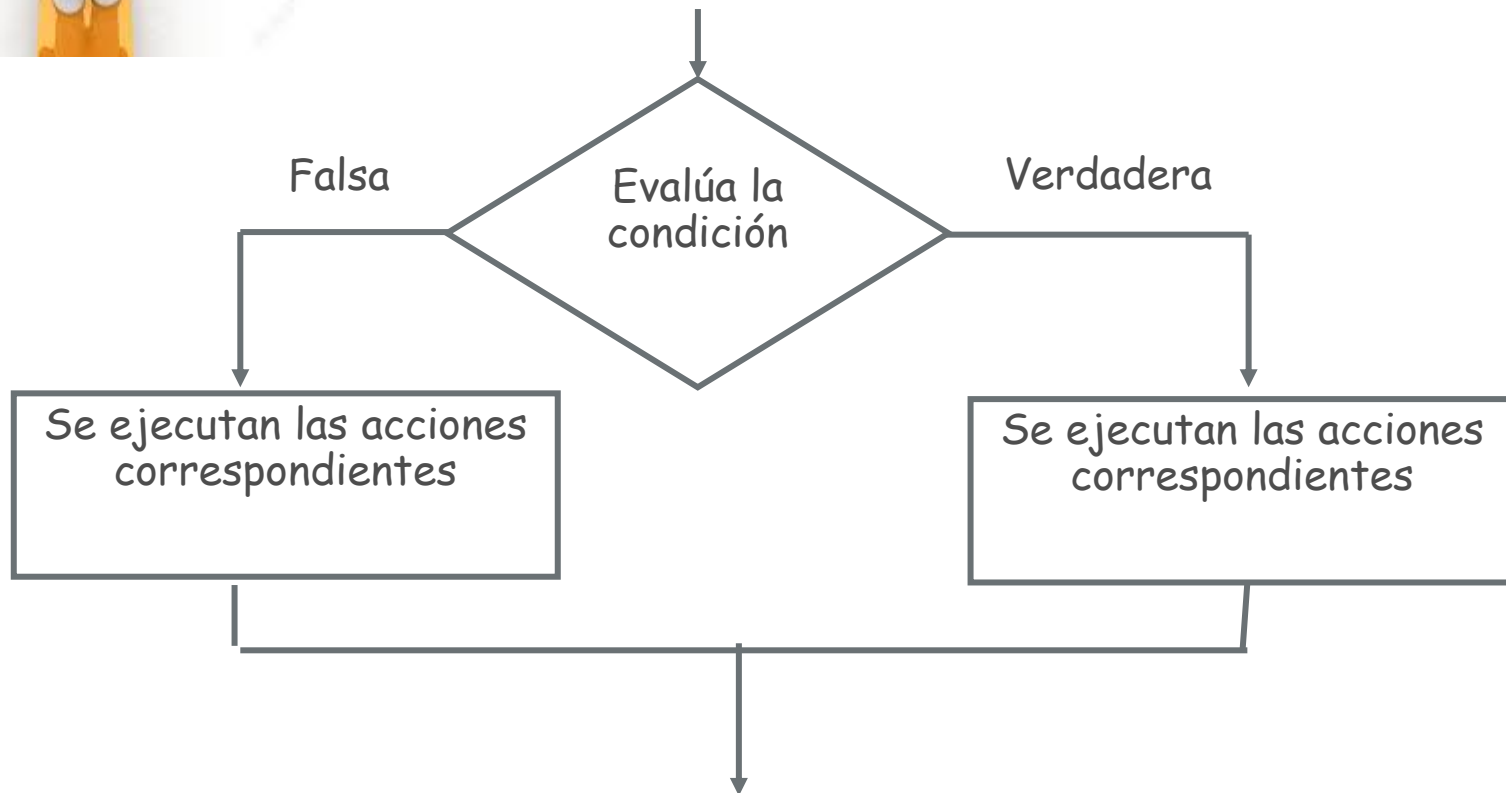 Falsa
Evalúa la
condición
Verdadera
Se ejecutan las acciones
correspondientes
Se ejecutan las acciones
correspondientes